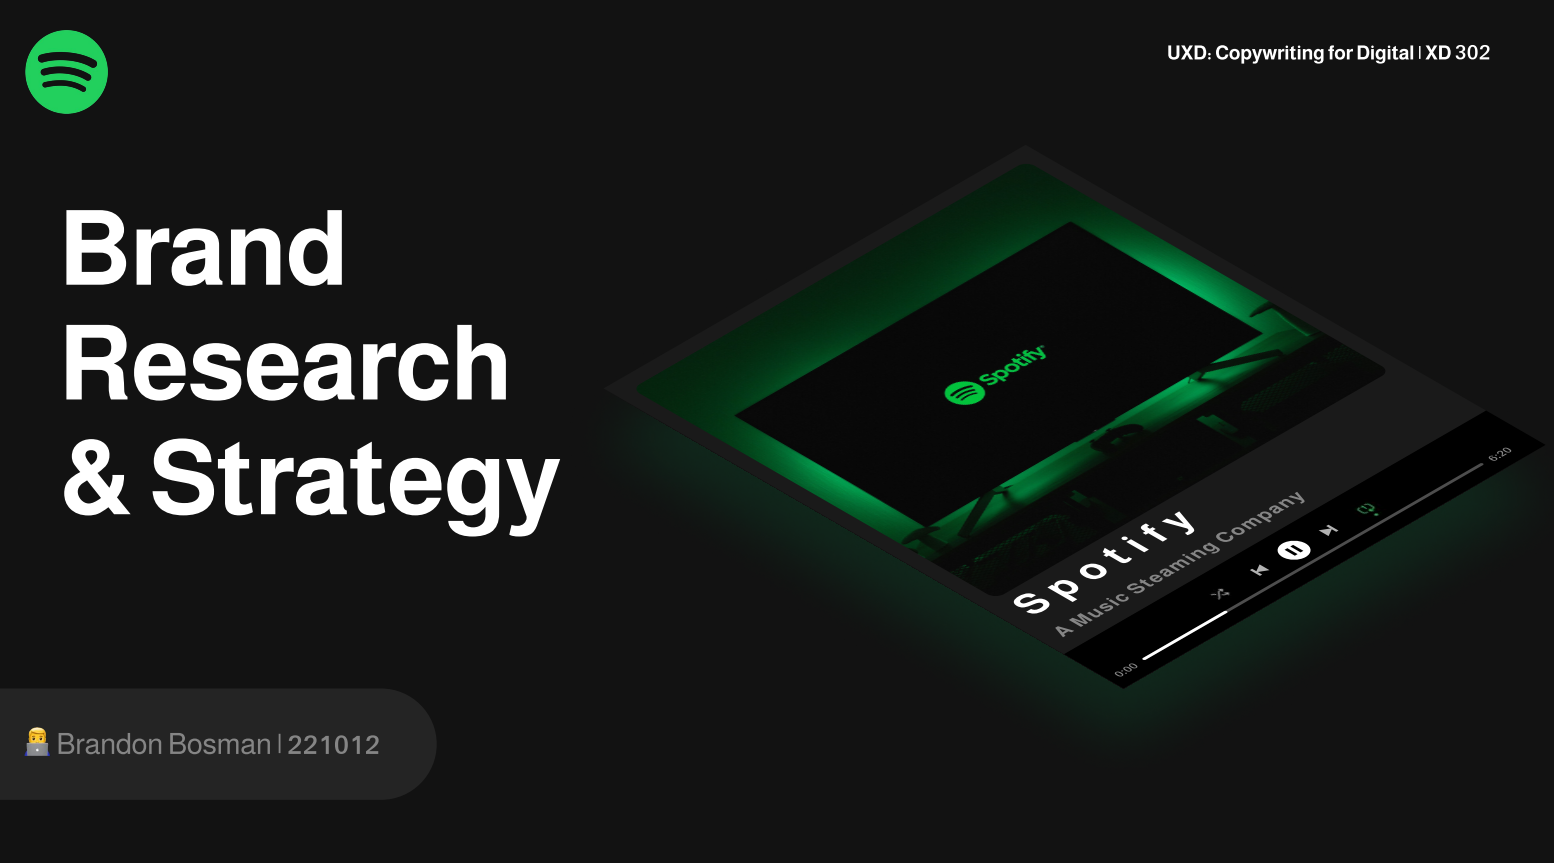 UXD: Copywriting for Digital | XD 302
Brand
Research
& Strategy
Spotify
Spotify
A Music Steaming Company
0:00
6:20
Brandon Bosman | 221012